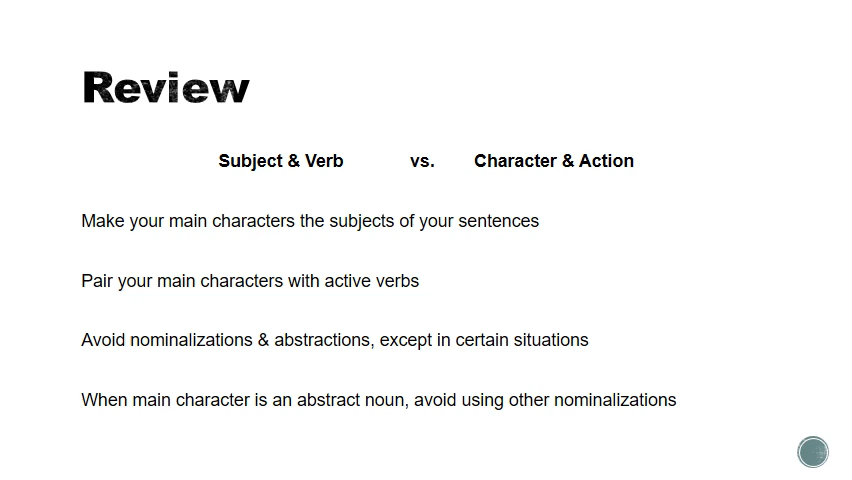 Review
Subject & Verb vs. Character & Action
Make your main characters the subjects of your sentences
Pair your main characters with active verbs
Avoid nominalizations & abstractions, except in certain situations
When main character is an abstract noun, avoid using other nominalizations